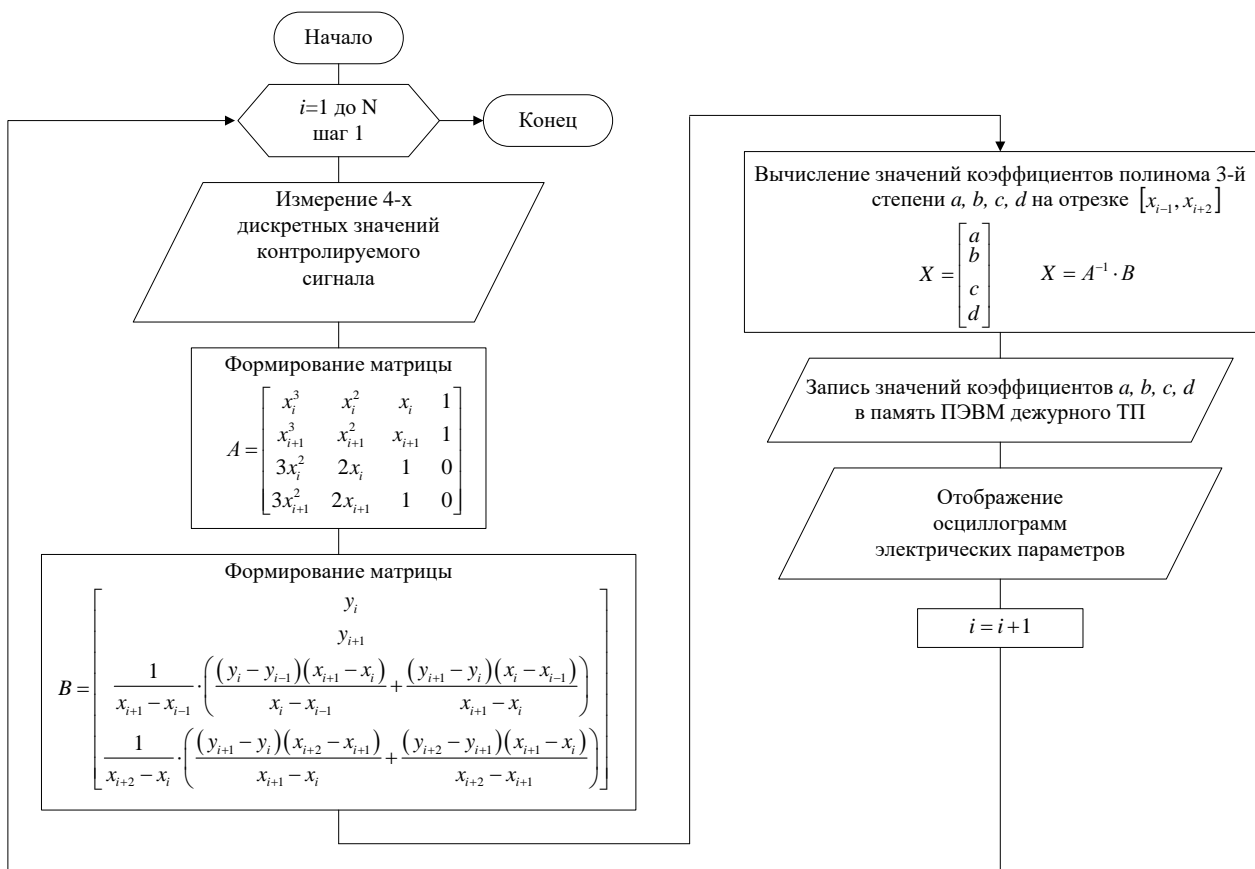 Начало
i=1 до N
шаг 1
Конец
Измерение 4-х
дискретных значений
контролируемого
сигнала
Формирование матрицы
A = [x_i^3 x_i^2 x_i 1
x_{i+1}^3 x_{i+1}^2 x_{i+1} 1
3x_i^2 2x_i 1 0
3x_{i+1}^2 2x_{i+1} 1 0]
Формирование матрицы
B = [y_i
y_{i+1}
1/(x_{i+1} − x_{i−1}) · ((y_i − y_{i−1})(x_{i+1} − x_i)/(x_i − x_{i−1}) + (y_{i+1} − y_i)(x_i − x_{i−1})/(x_{i+1} − x_i))
1/(x_{i+2} − x_i) · ((y_{i+1} − y_i)(x_{i+2} − x_{i+1})/(x_{i+1} − x_i) + (y_{i+2} − y_{i+1})(x_{i+1} − x_i)/(x_{i+2} − x_{i+1}))]
Вычисление значений коэффициентов полинома 3-й
степени a, b, c, d на отрезке [x_{i−1}, x_{i+2}]
X = [a
b
c
d] X = A^{−1} · B
Запись значений коэффициентов a, b, c, d
в память ПЭВМ дежурного ТП
Отображение
осциллограмм
электрических параметров
i = i+1